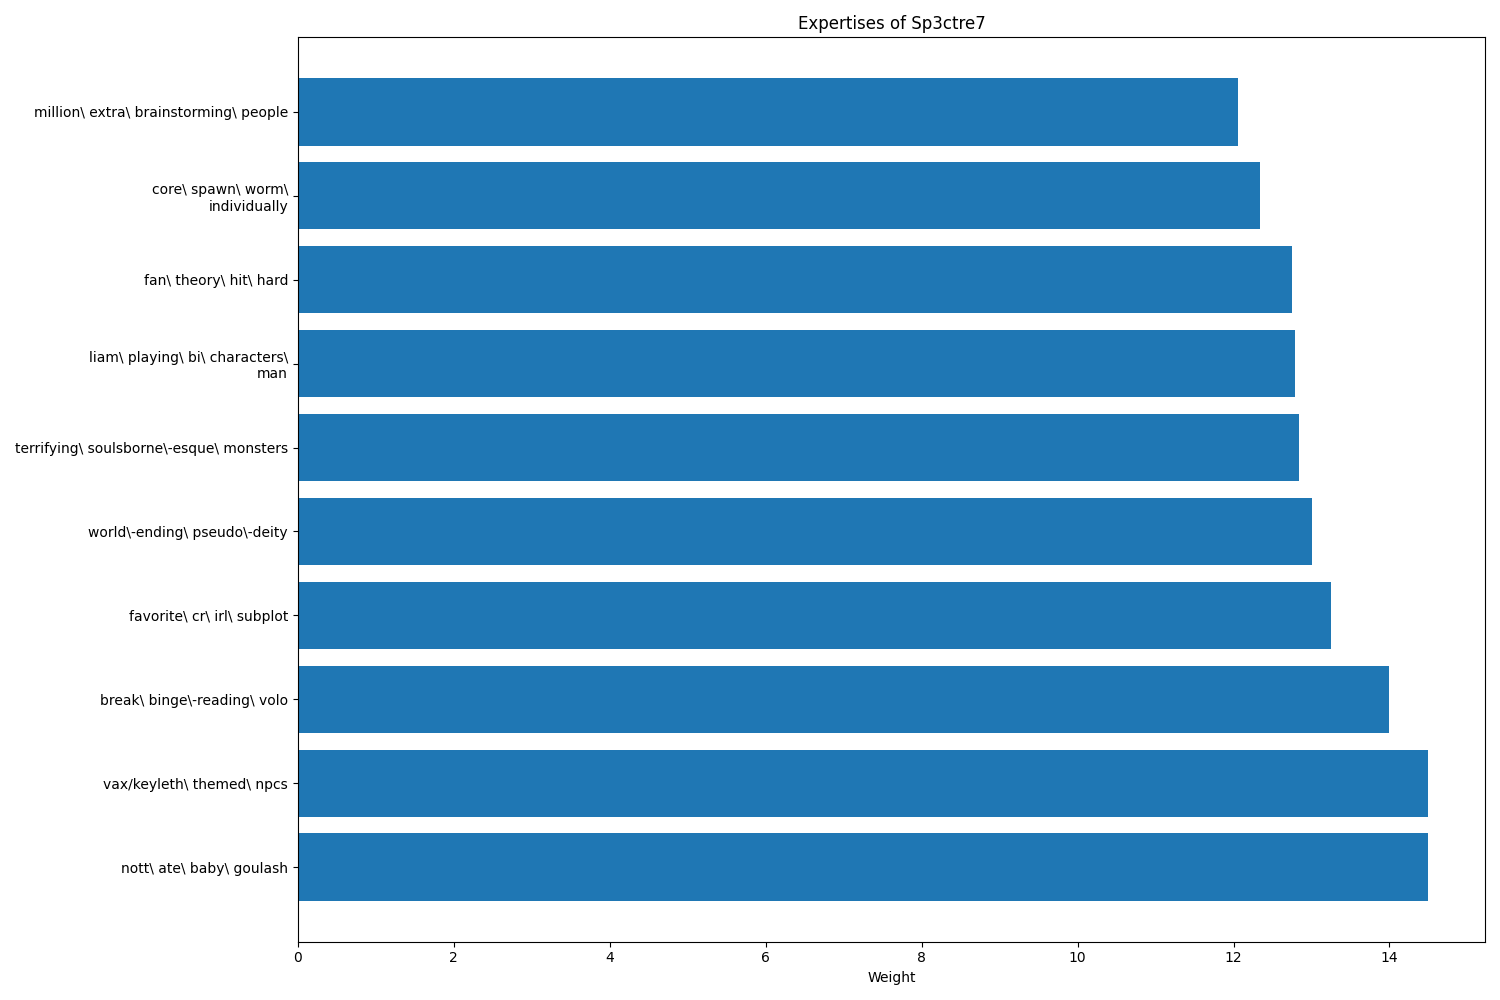 Expertises of Sp3ctre7
million\ extra\ brainstorming\ people
core\ spawn\ worm\
individually
fan\ theory\ hit\ hard
liam\ playing\ bi\ characters\
man
terrifying\ soulsborne\-esque\ monsters
world\-ending\ pseudo\-deity
favorite\ cr\ irl\ subplot
break\ binge\-reading\ volo
vax/keyleth\ themed\ npcs
nott\ ate\ baby\ goulash
0 2 4 6 8 10 12 14
Weight